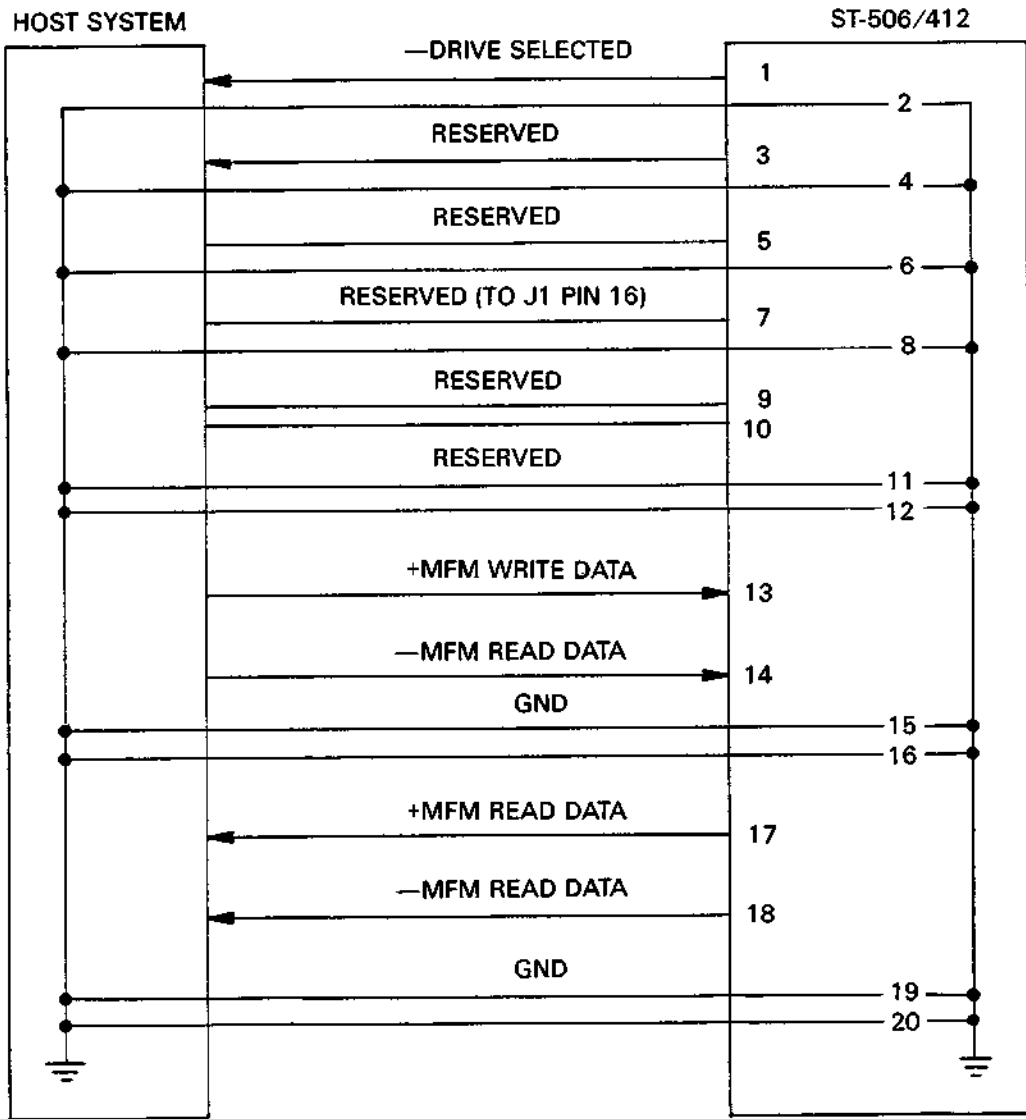 HOST SYSTEM
ST-506/412
—DRIVE SELECTED
1
2
RESERVED
3
4
RESERVED
5
6
RESERVED (TO J1 PIN 16)
7
8
RESERVED
9
10
RESERVED
11
12
+MFM WRITE DATA
13
—MFM READ DATA
14
GND
15
16
+MFM READ DATA
17
—MFM READ DATA
18
GND
19
20